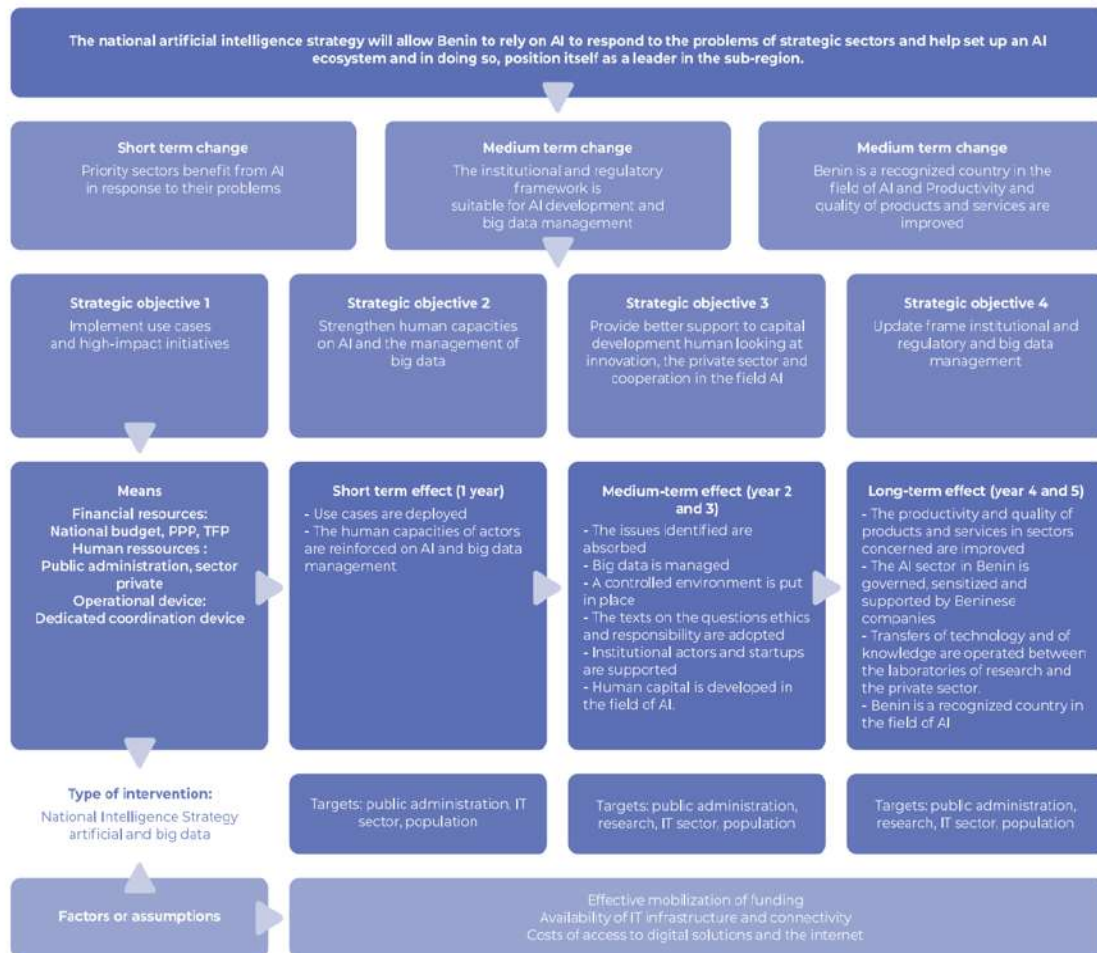 The national artificial intelligence strategy will allow Benin to rely on AI to respond to the problems of strategic sectors and help set up an AI
ecosystem and in doing so, position itself as a leader in the sub-region.
Short term change
Priority sectors benefit from AI
in response to their problems
Medium term change
The institutional and regulatory
framework is
suitable for AI development and
big data management
Medium term change
Benin is a recognized country in the
field of AI and Productivity and
quality of products and services are
improved
Strategic objective 1
Implement use cases
and high-impact initiatives
Strategic objective 2
Strengthen human capacities
on AI and the management of
big data
Strategic objective 3
Provide better support to capital
development human looking at
innovation, the private sector and
cooperation in the field AI
Strategic objective 4
Update frame institutional and
regulatory and big data
management
Means
Financial resources:
National budget, PPP, TFP
Human ressources :
Public administration, sector
private
Operational device:
Dedicated coordination device
Short term effect (1 year)
- Use cases are deployed
- The human capacities of actors
are reinforced on AI and big data
management
Medium-term effect (year 2
and 3)
- The issues identified are
absorbed
- Big data is managed
- A controlled environment is put
in place
- The texts on the questions ethics
and responsibility are adopted
- Institutional actors and startups
are supported
- Human capital is developed in
the field of AI.
Long-term effect (year 4 and 5)
- The productivity and quality of
products and services in sectors
concerned are improved
- The AI sector in Benin is
governed, sensitized and
supported by Beninese
companies
- Transfers of technology and of
knowledge are operated between
the laboratories of research and
the private sector.
- Benin is a recognized country in
the field of AI
Type of intervention:
National Intelligence Strategy
artificial and big data
Targets: public administration, IT
sector, population
Targets: public administration,
research, IT sector, population
Targets: public administration,
research, IT sector, population
Factors or assumptions
Effective mobilization of funding
Availability of IT infrastructure and connectivity
Costs of access to digital solutions and the internet